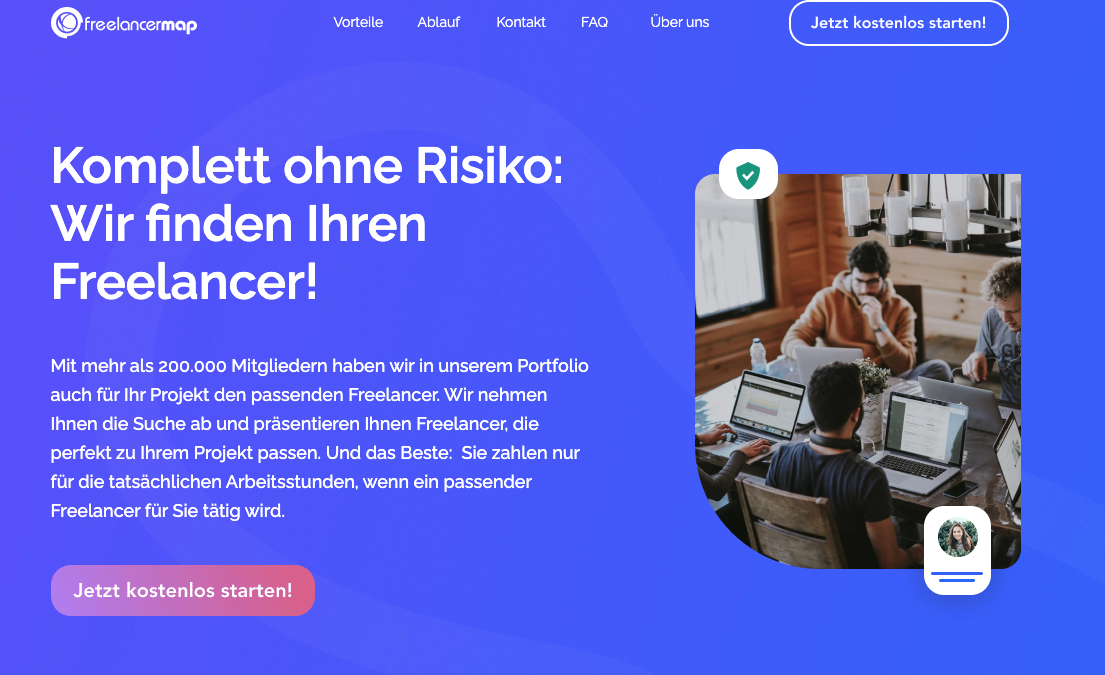 freelancermap
Vorteile
Ablauf
Kontakt
FAQ
Über uns
Jetzt kostenlos starten!
Komplett ohne Risiko:
Wir finden Ihren
Freelancer!
Mit mehr als 200.000 Mitgliedern haben wir in unserem Portfolio
auch für Ihr Projekt den passenden Freelancer. Wir nehmen
Ihnen die Suche ab und präsentieren Ihnen Freelancer, die
perfekt zu Ihrem Projekt passen. Und das Beste:  Sie zahlen nur
für die tatsächlichen Arbeitsstunden, wenn ein passender
Freelancer für Sie tätig wird.
Jetzt kostenlos starten!